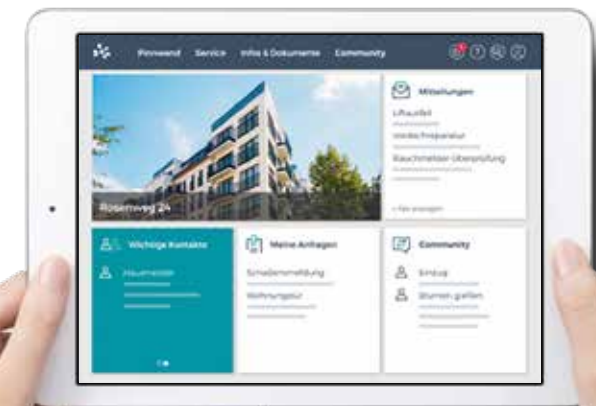 Pinnwand Service Infos & Dokumente Community
Rosenweg 24
Mitteilungen
Liftausfall
Vordachreparatur
Rauchmelder-Überprüfung
Wichtige Kontakte
Hausmeister
Meine Anfragen
Schadensmeldung
Wohnungstür
Community
Einzug
Blumen gießen